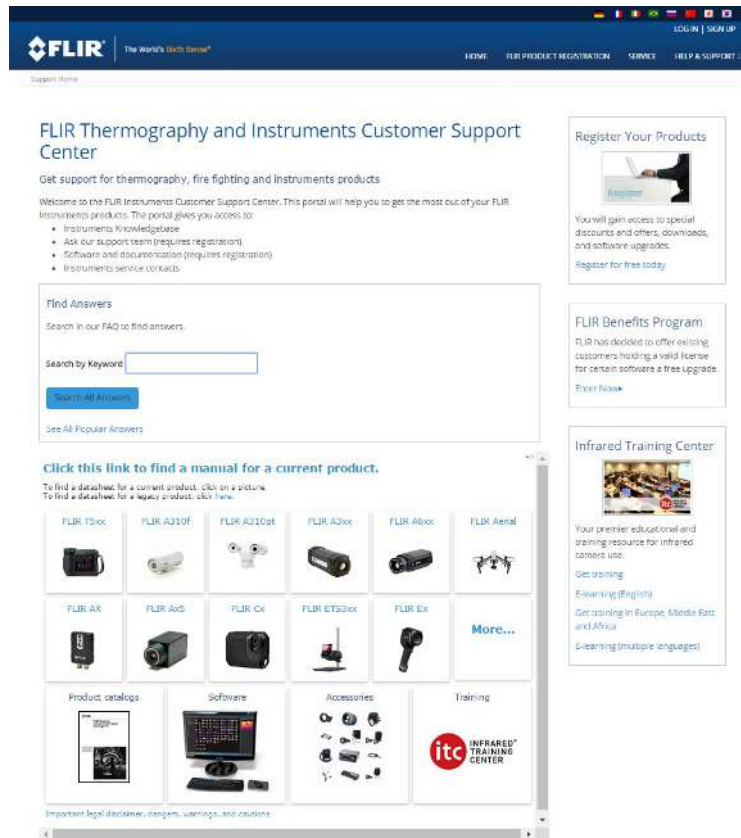 LOG IN | SIGN UP
FLIR®
The World's Sixth Sense®
HOME FLIR PRODUCT REGISTRATION SERVICE HELP & SUPPORT
Support Home
FLIR Thermography and Instruments Customer Support
Center
Get support for thermography, fire fighting and instruments products
Welcome to the FLIR Instruments Customer Support Center. This portal will help you to get the most out of your FLIR
Instruments products. The portal gives you access to:
• Instruments Knowledgebase
• Ask our support team (requires registration)
• Software and documentation (requires registration)
• Instruments service contacts
Find Answers
Search in our FAQ to find answers.
Search by Keyword
Search All Answers
See All Popular Answers
Click this link to find a manual for a current product.
To find a datasheet for a current product, click on a picture.
To find a datasheet for a legacy product, click here.
FLIR T5xx FLIR A310f FLIR A310pt FLIR A3xx FLIR A6xx FLIR Aerial
FLIR AX FLIR Ax5 FLIR Cx FLIR ETS3xx FLIR Ex
More...
Product catalogs Software Accessories Training
itc INFRARED
TRAINING
CENTER
Important legal disclaimer, dangers, warnings, and cautions
Register Your Products
Register
You will gain access to special
discounts and offers, downloads,
and software upgrades.
Register for free today
FLIR Benefits Program
FLIR has decided to offer existing
customers holding a valid license
for certain software a free upgrade.
Enter Now
Infrared Training Center
itc
Your premier educational and
training resource for infrared
camera use.
Get training
E-learning (English)
Get training in Europe, Middle East
and Africa
E-learning (multiple languages)